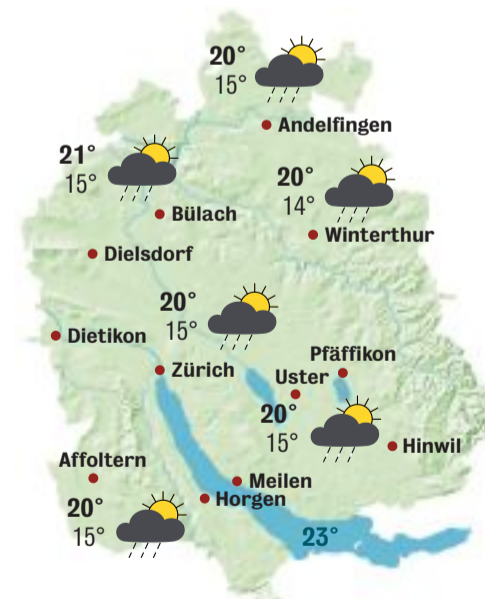 20°
15°
Andelfingen
21°
15°
Bülach
20°
14°
Winterthur
Dielsdorf
20°
15°
Dietikon
Zürich
Pfäffikon
Uster
20°
15°
Hinwil
Affoltern
Meilen
Horgen
20°
15°
23°